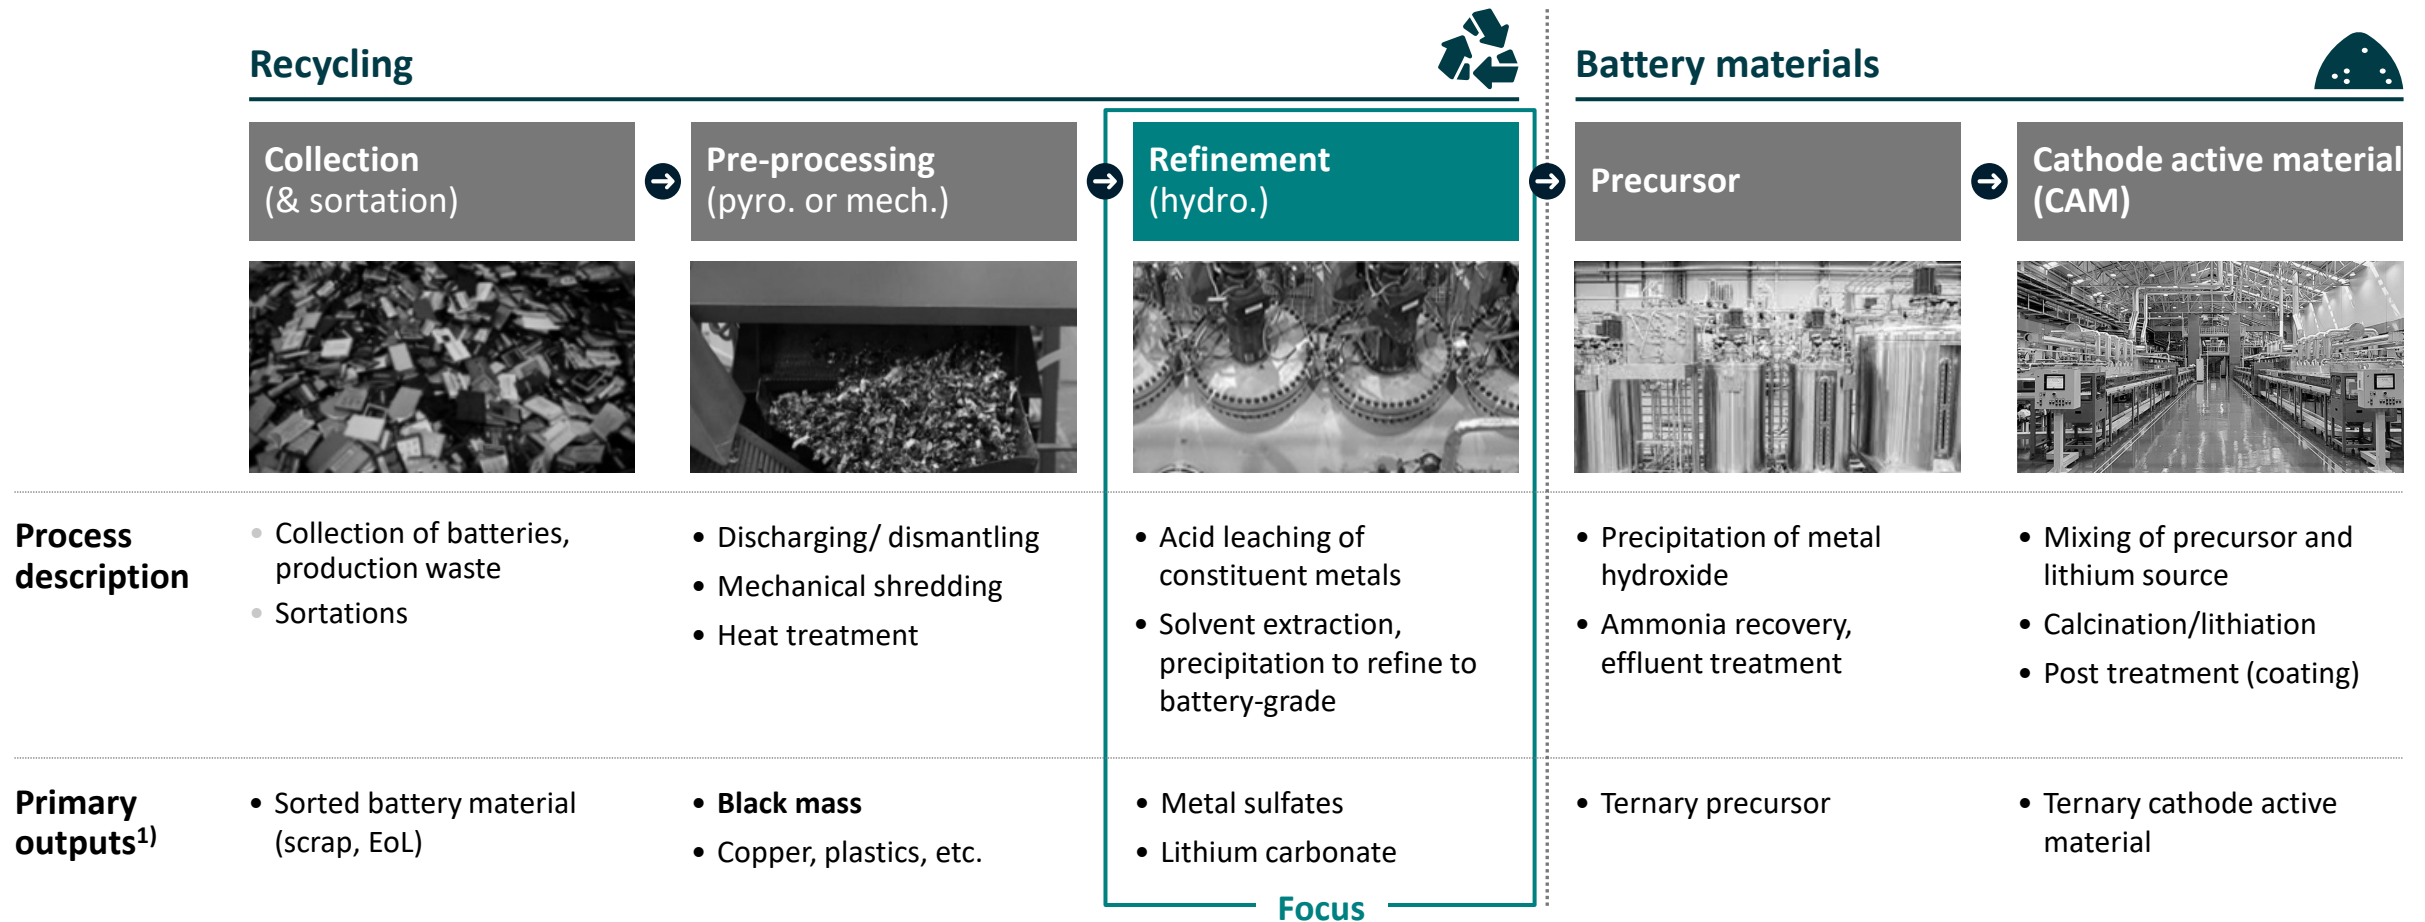 Recycling
Battery materials
Collection
(& sortation)
Pre-processing
(pyro. or mech.)
Refinement
(hydro.)
Precursor
Cathode active material
(CAM)
Process
description
• Collection of batteries,
production waste
• Sortations
• Discharging/ dismantling
• Mechanical shredding
• Heat treatment
• Acid leaching of
constituent metals
• Solvent extraction,
precipitation to refine to
battery-grade
• Precipitation of metal
hydroxide
• Ammonia recovery,
effluent treatment
• Mixing of precursor and
lithium source
• Calcination/lithiation
• Post treatment (coating)
Primary
outputs1)
• Sorted battery material
(scrap, EoL)
• Black mass
• Copper, plastics, etc.
• Metal sulfates
• Lithium carbonate
• Ternary precursor
• Ternary cathode active
material
Focus